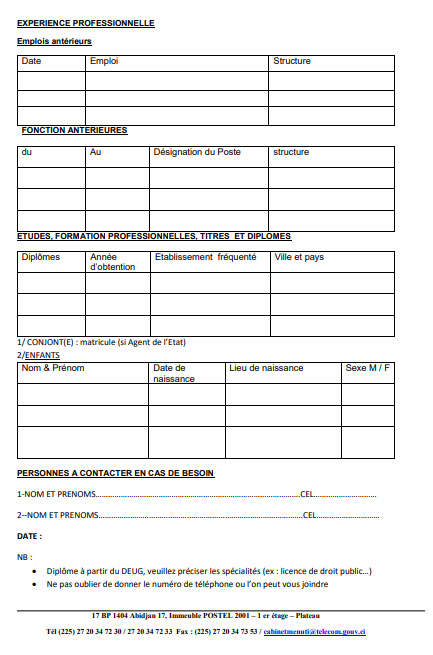 EXPERIENCE PROFESSIONNELLE
Emplois antérieurs
Date Emploi Structure
FONCTION ANTERIEURES
du Au Désignation du Poste structure
ETUDES, FORMATION PROFESSIONNELLES, TITRES ET DIPLOMES
Diplômes Année d'obtention Etablissement fréquenté Ville et pays
1/ CONJONT(E) : matricule (si Agent de l'Etat)
2/ENFANTS
Nom & Prénom Date de naissance Lieu de naissance Sexe M / F
PERSONNES A CONTACTER EN CAS DE BESOIN
1-NOM ET PRENOMS……………………………………………………………CEL……………………
2--NOM ET PRENOMS……………………………………………………………CEL……………………
DATE :
NB :
• Diplôme à partir du DEUG, veuillez préciser les spécialités (ex : licence de droit public…)
• Ne pas oublier de donner le numéro de téléphone ou l'on peut vous joindre
17 BP 1404 Abidjan 17, Immeuble POSTEL 2001 – 1 er étage – Plateau
Tél (225) 27 20 34 72 30 / 27 20 34 72 33 Fax : (225) 27 20 34 73 53 / cabinetmenuti@telecom.gouv.ci